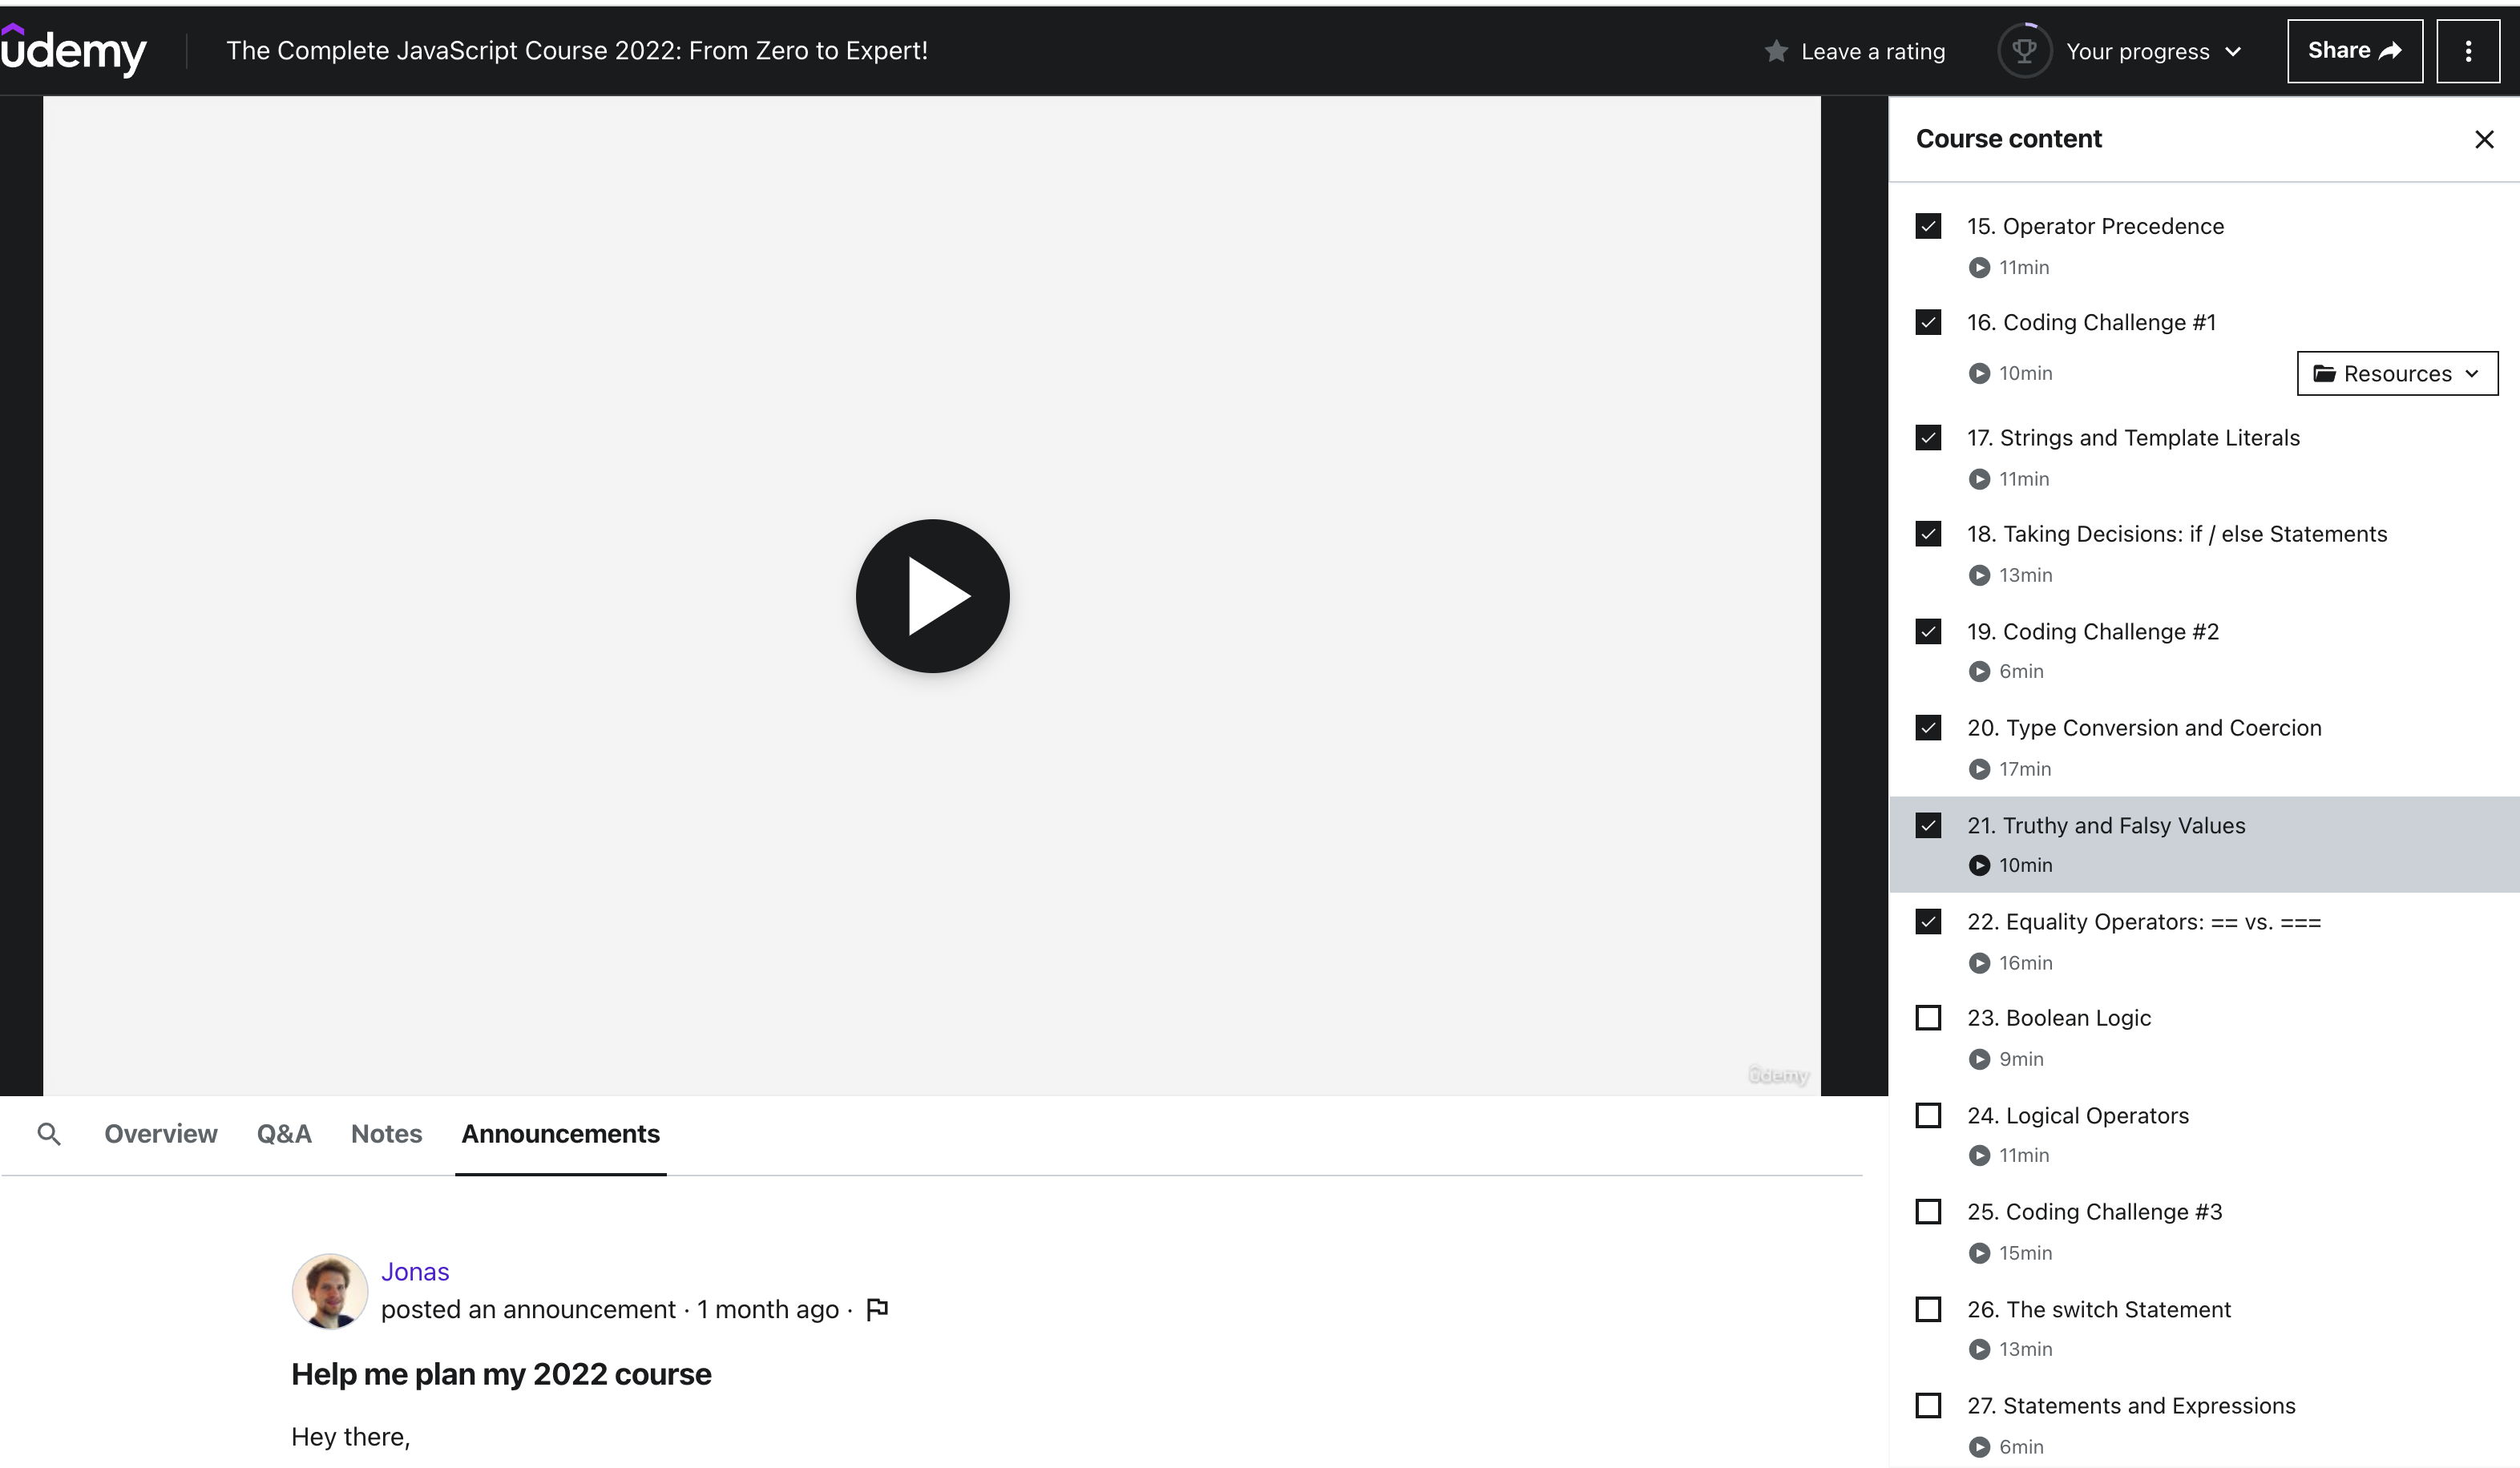 ûdemy
The Complete JavaScript Course 2022: From Zero to Expert!
Leave a rating
Your progress
Share
Course content
15. Operator Precedence
11min
16. Coding Challenge #1
10min
Resources
17. Strings and Template Literals
11min
18. Taking Decisions: if / else Statements
13min
19. Coding Challenge #2
6min
20. Type Conversion and Coercion
17min
21. Truthy and Falsy Values
10min
22. Equality Operators: == vs. ===
16min
23. Boolean Logic
9min
24. Logical Operators
11min
25. Coding Challenge #3
15min
26. The switch Statement
13min
27. Statements and Expressions
6min
ûdemy
Overview
Q&A
Notes
Announcements
Jonas
posted an announcement · 1 month ago ·
Help me plan my 2022 course
Hey there,